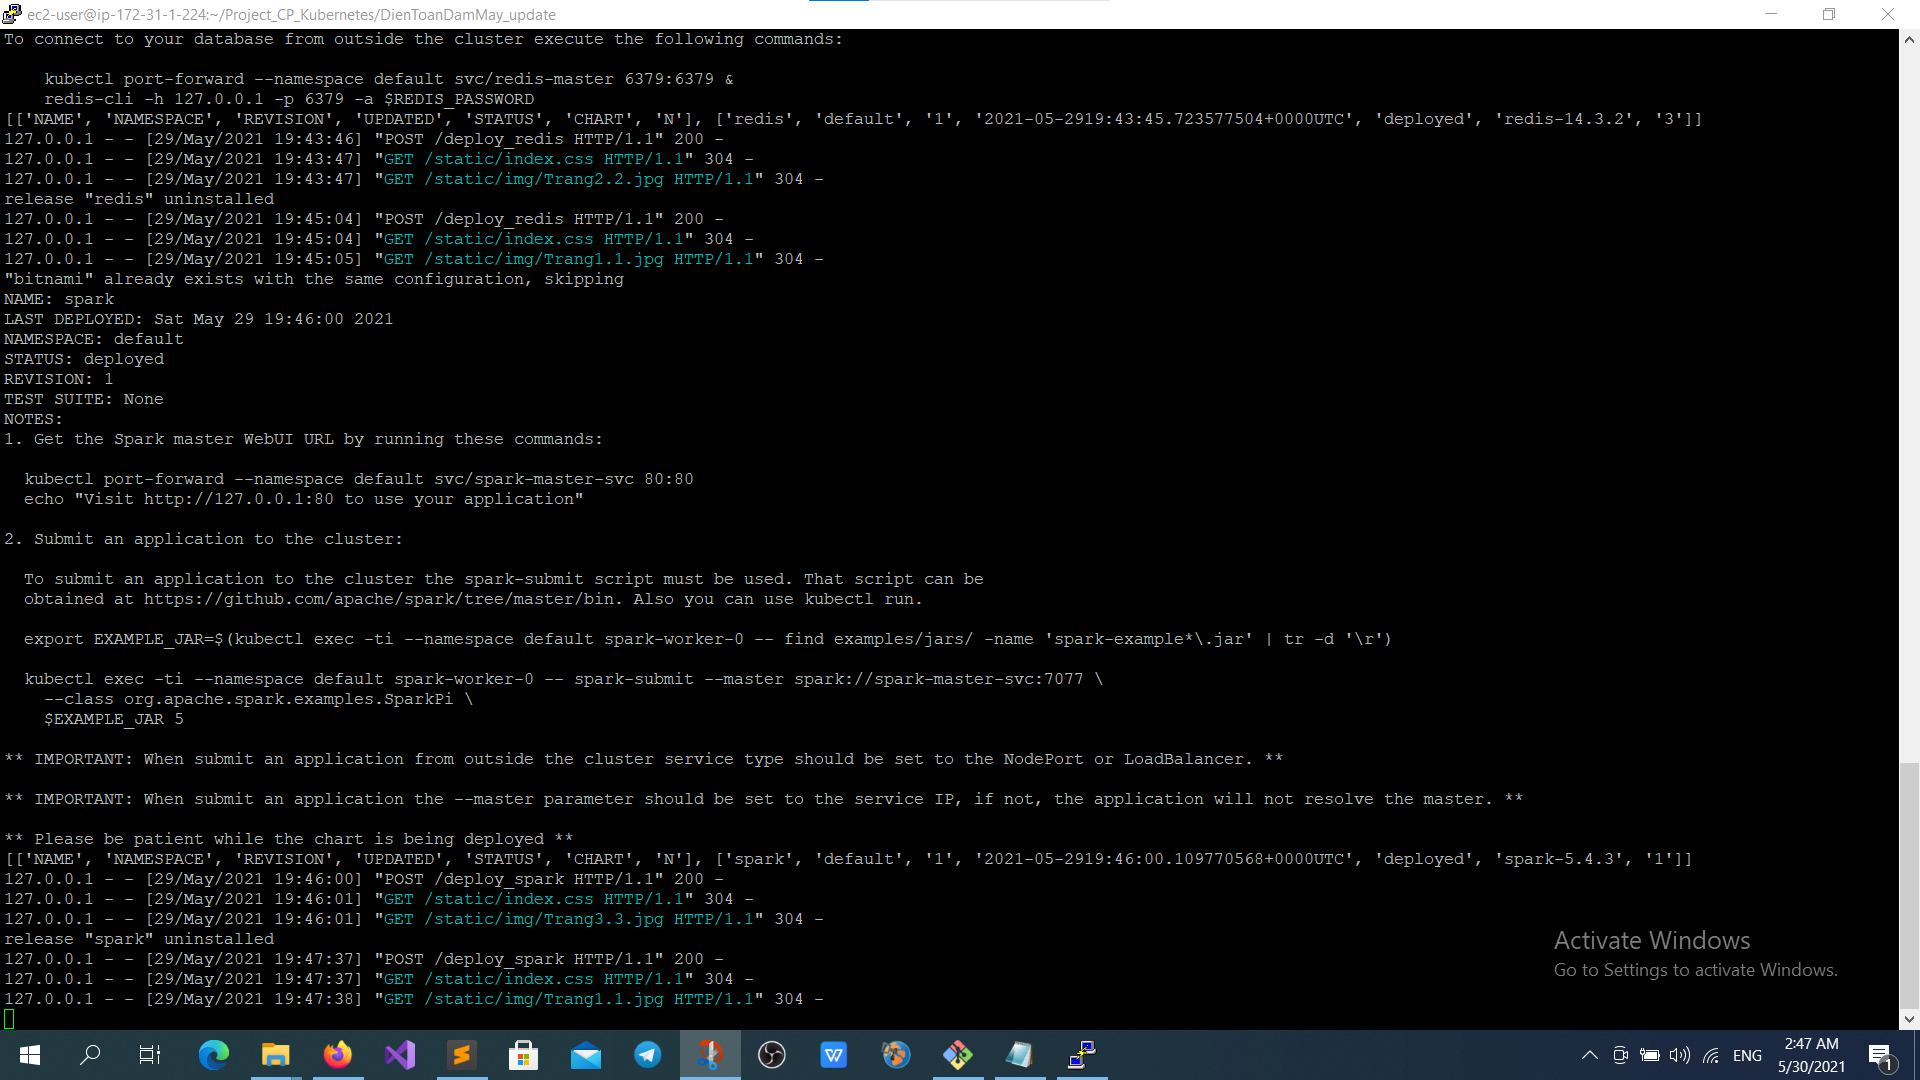 ec2-user@ip-172-31-1-224:~/Project_CP_Kubernetes/DienToanDamMay_update
To connect to your database from outside the cluster execute the following commands:
kubectl port-forward --namespace default svc/redis-master 6379:6379 &
redis-cli -h 127.0.0.1 -p 6379 -a $REDIS_PASSWORD
[['NAME', 'NAMESPACE', 'REVISION', 'UPDATED', 'STATUS', 'CHART', 'N'], ['redis', 'default', '1', '2021-05-2919:43:45.723577504+0000UTC', 'deployed', 'redis-14.3.2', '3']]
127.0.0.1 - - [29/May/2021 19:43:46] "POST /deploy_redis HTTP/1.1" 200 -
127.0.0.1 - - [29/May/2021 19:43:47] "GET /static/index.css HTTP/1.1" 304 -
127.0.0.1 - - [29/May/2021 19:43:47] "GET /static/img/Trang2.2.jpg HTTP/1.1" 304 -
release "redis" uninstalled
127.0.0.1 - - [29/May/2021 19:45:04] "POST /deploy_redis HTTP/1.1" 200 -
127.0.0.1 - - [29/May/2021 19:45:04] "GET /static/index.css HTTP/1.1" 304 -
127.0.0.1 - - [29/May/2021 19:45:05] "GET /static/img/Trang1.1.jpg HTTP/1.1" 304 -
"bitnami" already exists with the same configuration, skipping
NAME: spark
LAST DEPLOYED: Sat May 29 19:46:00 2021
NAMESPACE: default
STATUS: deployed
REVISION: 1
TEST SUITE: None
NOTES:
1. Get the Spark master WebUI URL by running these commands:
kubectl port-forward --namespace default svc/spark-master-svc 80:80
echo "Visit http://127.0.0.1:80 to use your application"
2. Submit an application to the cluster:
To submit an application to the cluster the spark-submit script must be used. That script can be
obtained at https://github.com/apache/spark/tree/master/bin. Also you can use kubectl run.
export EXAMPLE_JAR=$(kubectl exec -ti --namespace default spark-worker-0 -- find examples/jars/ -name 'spark-example*\.jar' | tr -d '\r')
kubectl exec -ti --namespace default spark-worker-0 -- spark-submit --master spark://spark-master-svc:7077 \
--class org.apache.spark.examples.SparkPi \
$EXAMPLE_JAR 5
** IMPORTANT: When submit an application from outside the cluster service type should be set to the NodePort or LoadBalancer. **
** IMPORTANT: When submit an application the --master parameter should be set to the service IP, if not, the application will not resolve the master. **
** Please be patient while the chart is being deployed **
[['NAME', 'NAMESPACE', 'REVISION', 'UPDATED', 'STATUS', 'CHART', 'N'], ['spark', 'default', '1', '2021-05-2919:46:00.109770568+0000UTC', 'deployed', 'spark-5.4.3', '1']]
127.0.0.1 - - [29/May/2021 19:46:00] "POST /deploy_spark HTTP/1.1" 200 -
127.0.0.1 - - [29/May/2021 19:46:01] "GET /static/index.css HTTP/1.1" 304 -
127.0.0.1 - - [29/May/2021 19:46:01] "GET /static/img/Trang3.3.jpg HTTP/1.1" 304 -
release "spark" uninstalled
127.0.0.1 - - [29/May/2021 19:47:37] "POST /deploy_spark HTTP/1.1" 200 -
127.0.0.1 - - [29/May/2021 19:47:37] "GET /static/index.css HTTP/1.1" 304 -
127.0.0.1 - - [29/May/2021 19:47:38] "GET /static/img/Trang1.1.jpg HTTP/1.1" 304 -
Activate Windows
Go to Settings to activate Windows.
ENG
2:47 AM
5/30/2021
1